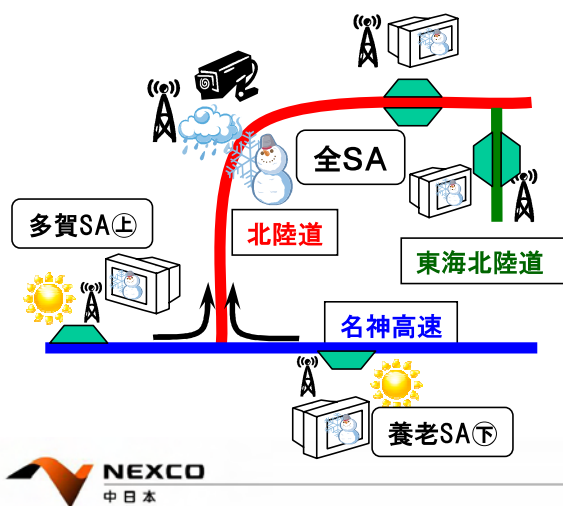 全SA
多賀SA㊤
北陸道
東海北陸道
名神高速
養老SA㊦
NEXCO
中日本